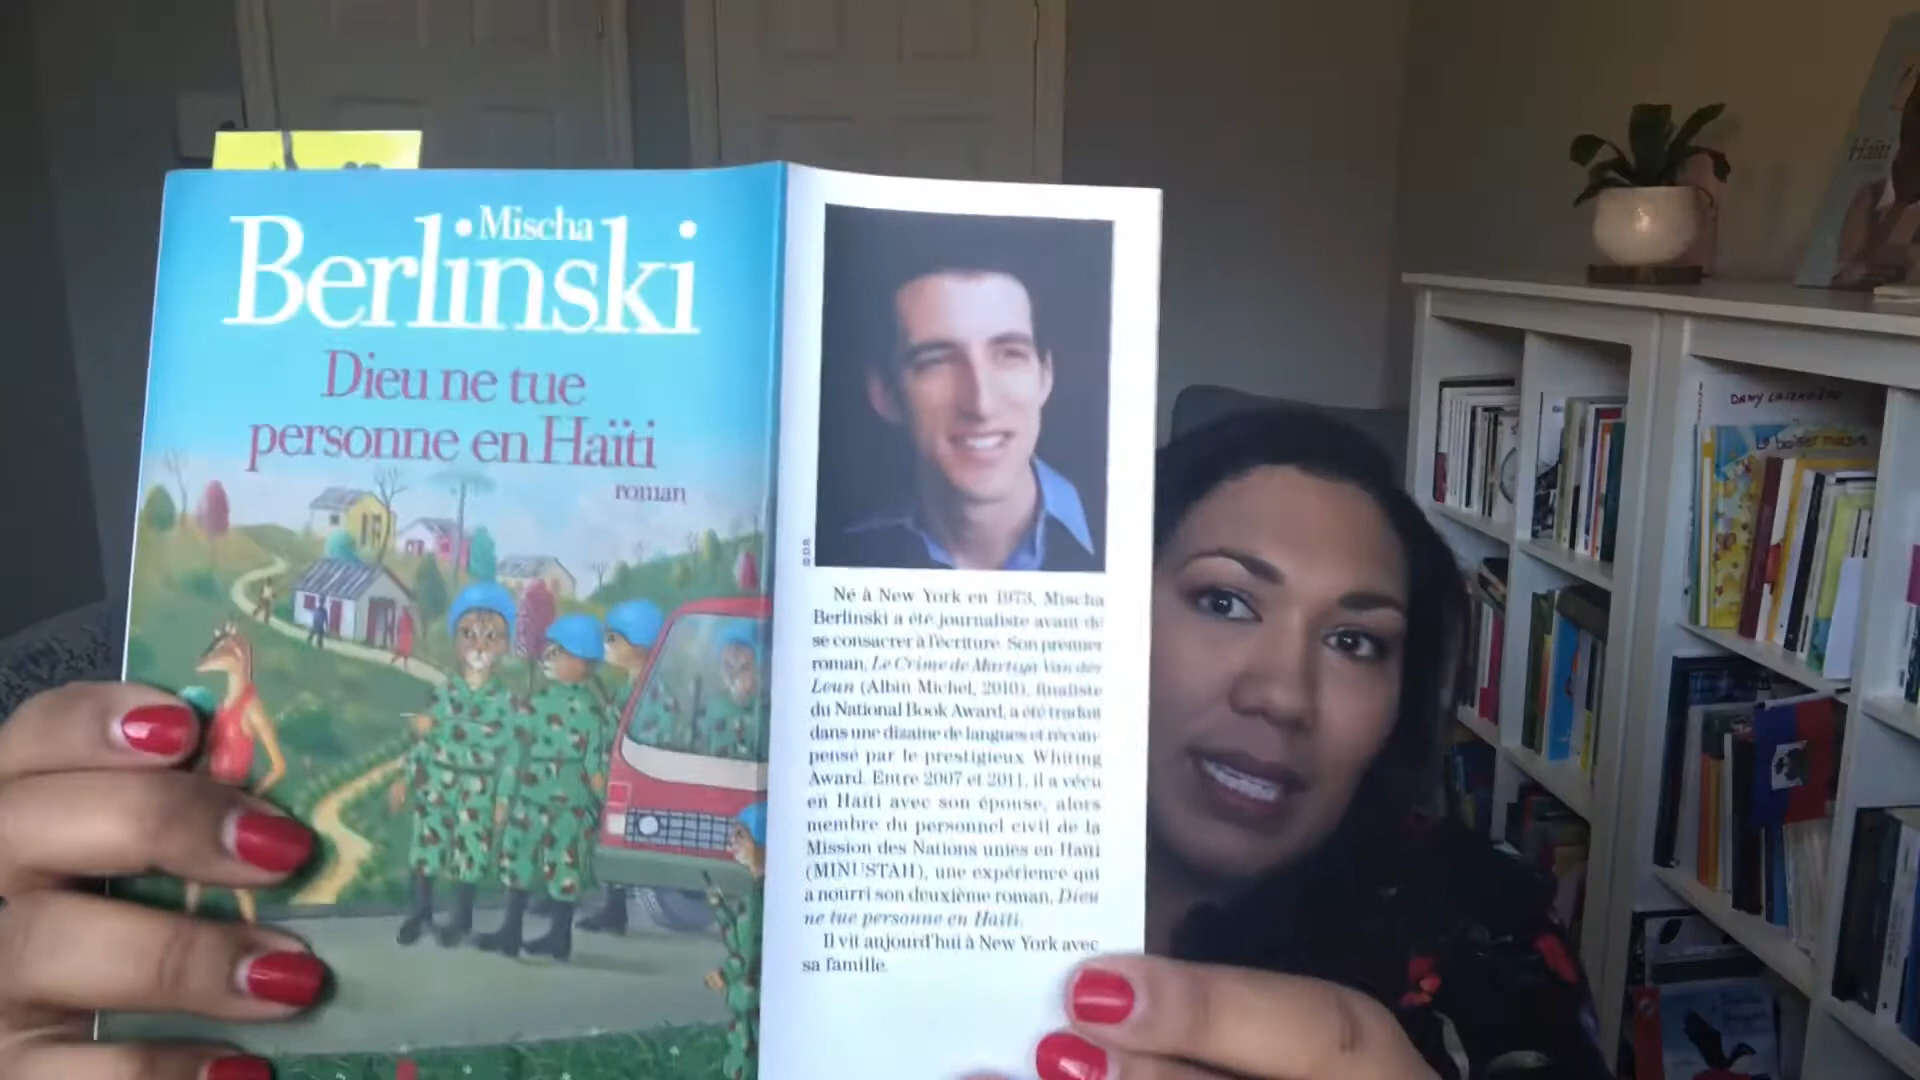 Mischa
Berlinski
Dieu ne tue
personne en Haïti
roman
Né à New York en 1973, Mischa
Berlinski a été journaliste avant de
se consacrer à l'écriture. Son premier
roman, Le Crime de Martiya Van der
Leun (Albin Michel, 2010), finaliste
du National Book Award, a été traduit
dans une dizaine de langues et récom-
pensé par le prestigieux Whiting
Award. Entre 2007 et 2011, il a vécu
en Haïti avec son épouse, alors
membre du personnel civil de la
Mission des Nations unies en Haïti
(MINUSTAH), une expérience qui
a nourri son deuxième roman, Dieu
ne tue personne en Haïti.
Il vit aujourd'hui à New York avec
sa famille.
Haïti
DANY LAFERRIÈRE